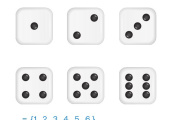 = {1, 2, 3, 4, 5, 6}